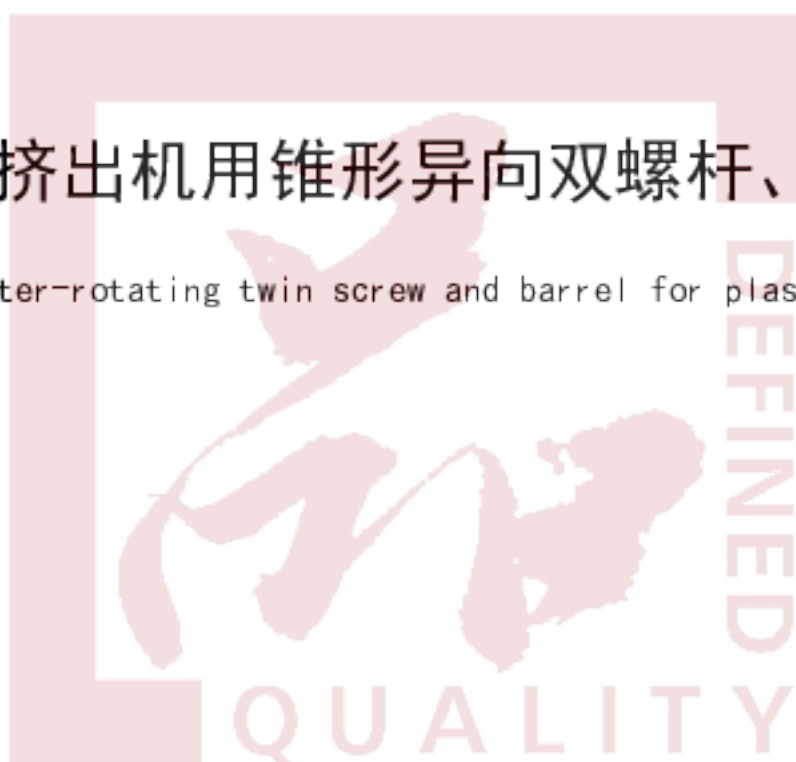 挤出机用锥形异向双螺杆、
ter-rotating twin screw and barrel for plas
DEFINED
QUALITY